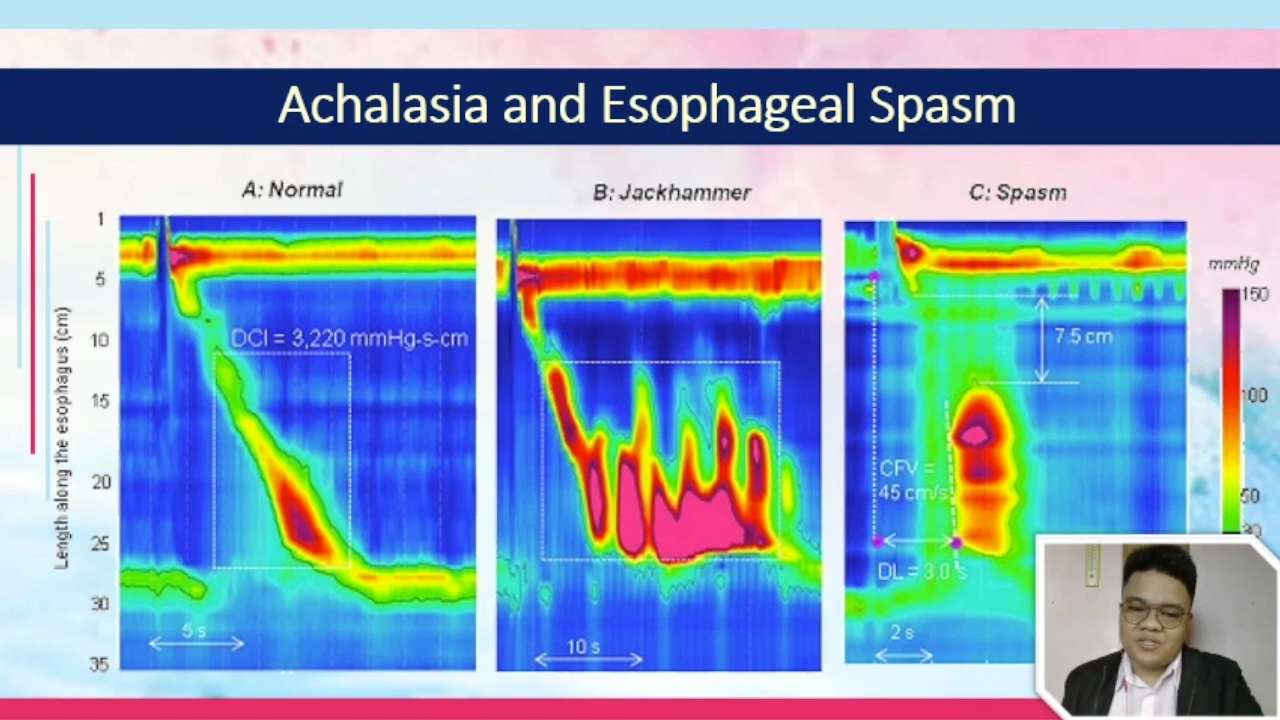 Achalasia and Esophageal Spasm
A: Normal
B: Jackhammer
C: Spasm
Length along the esophagus (cm)
1
5
10
15
20
25
30
35
DCI = 3,220 mmHg-s-cm
5 s
10 s
7.5 cm
CFV =
45 cm/s
DL = 3.0 s
2 s
mmHg
150
100
50
30